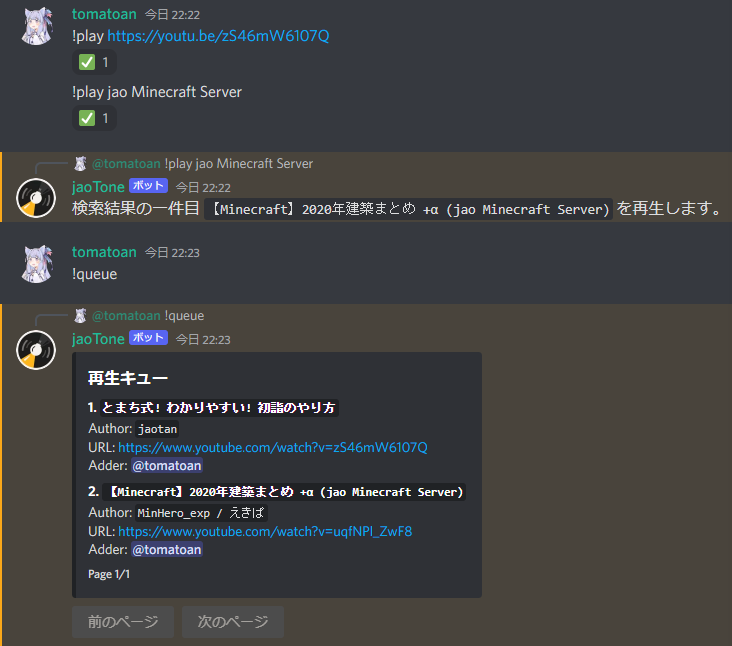 tomatoan 今日 22:22
!play https://youtu.be/zS46mW6107Q
1
!play jao Minecraft Server
1
@tomatoan !play jao Minecraft Server
jaoTone ボット 今日 22:22
検索結果の一件目 【Minecraft】2020年建築まとめ +α (jao Minecraft Server) を再生します。
tomatoan 今日 22:23
!queue
@tomatoan !queue
jaoTone ボット 今日 22:23
再生キュー
1. とまち式! わかりやすい! 初詣のやり方
Author: jaotan
URL: https://www.youtube.com/watch?v=zS46mW6107Q
Adder: @tomatoan
2. 【Minecraft】2020年建築まとめ +α (jao Minecraft Server)
Author: MinHero_exp / えきば
URL: https://www.youtube.com/watch?v=uqfNPl_ZwF8
Adder: @tomatoan
Page 1/1
前のページ 次のページ